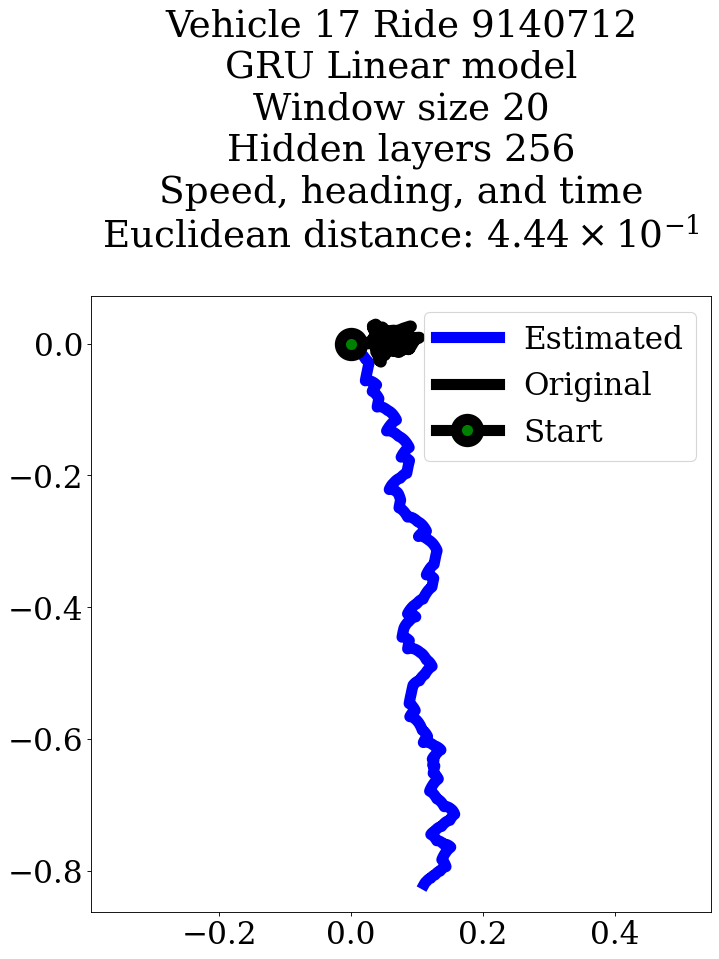 Vehicle 17 Ride 9140712
GRU Linear model
Window size 20
Hidden layers 256
Speed, heading, and time
Euclidean distance: 4.44 × 10⁻¹
Estimated
Original
Start
0.0
−0.2
−0.4
−0.6
−0.8
−0.2 0.0 0.2 0.4